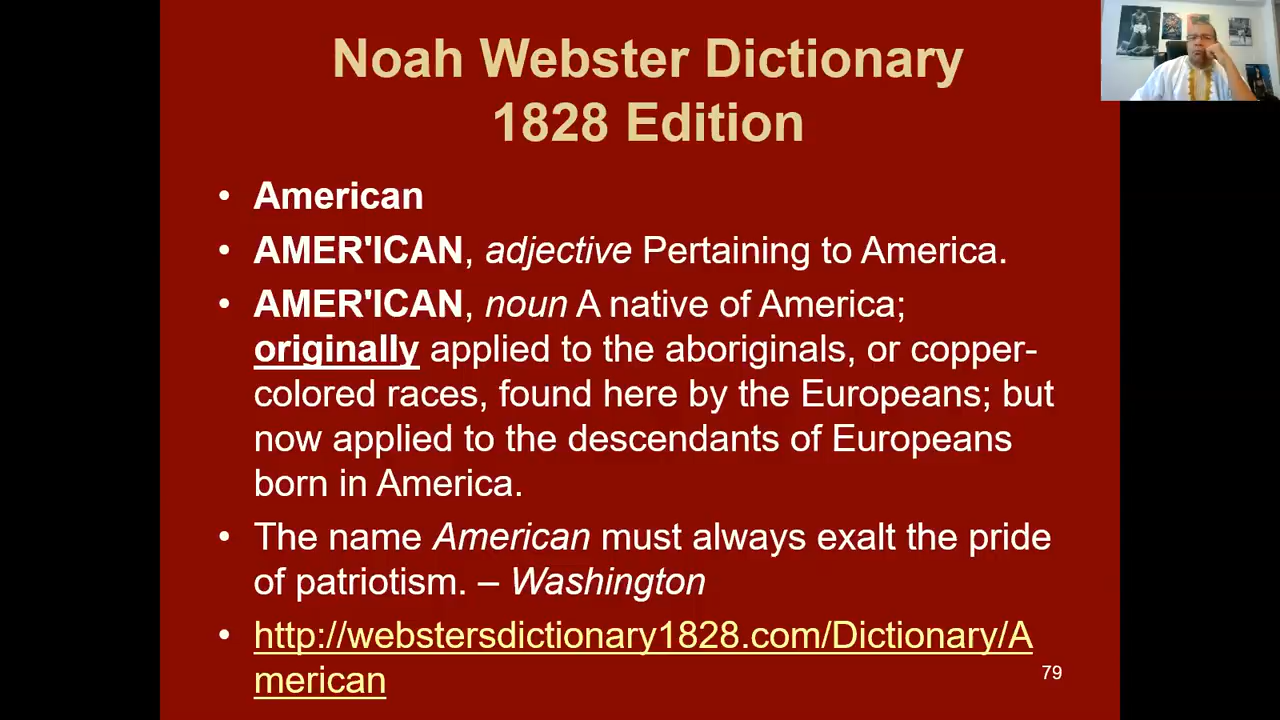 Noah Webster Dictionary
1828 Edition
• American
• AMER'ICAN, adjective Pertaining to America.
• AMER'ICAN, noun A native of America;
originally applied to the aboriginals, or copper-
colored races, found here by the Europeans; but
now applied to the descendants of Europeans
born in America.
• The name American must always exalt the pride
of patriotism. – Washington
• http://webstersdictionary1828.com/Dictionary/A
merican
79